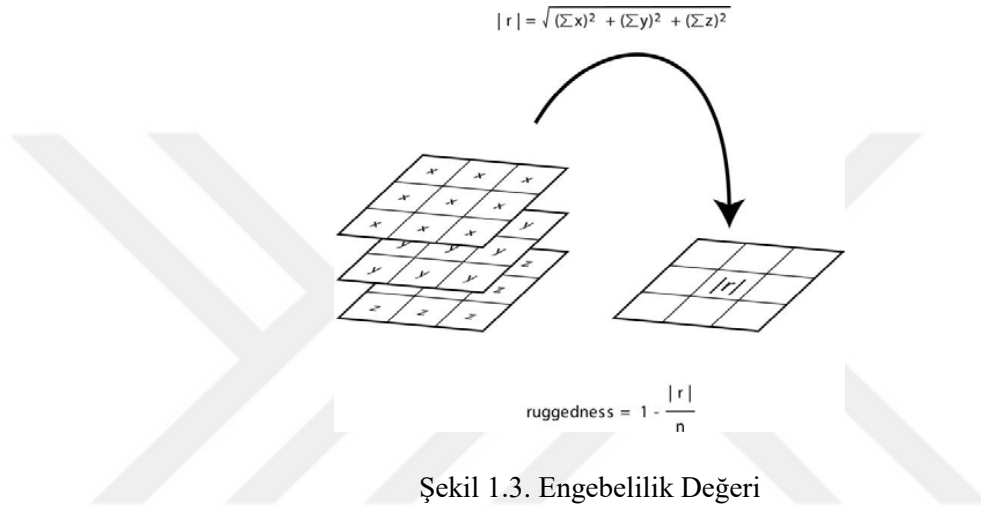 | r | = √ (∑x)² + (∑y)² + (∑z)²
x x x
x x x
x x x
y
y y y
y y y
z
z
z z z
|r|
ruggedness = 1 - | r | / n
Şekil 1.3. Engebelilik Değeri